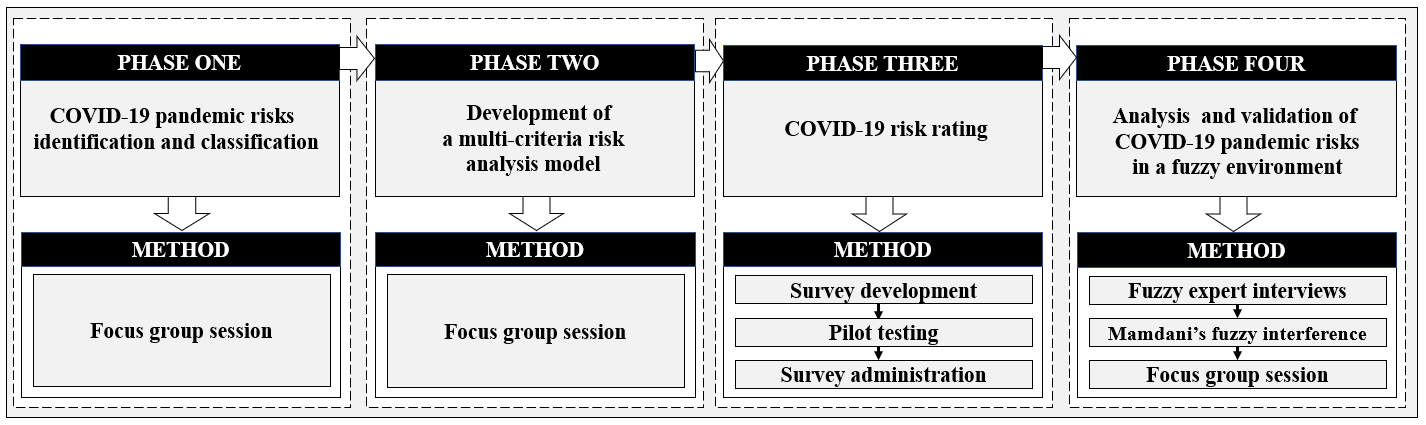 PHASE ONE
COVID-19 pandemic risks
identification and classification
METHOD
Focus group session
PHASE TWO
Development of
a multi-criteria risk
analysis model
METHOD
Focus group session
PHASE THREE
COVID-19 risk rating
METHOD
Survey development
Pilot testing
Survey administration
PHASE FOUR
Analysis and validation of
COVID-19 pandemic risks
in a fuzzy environment
METHOD
Fuzzy expert interviews
Mamdani's fuzzy interference
Focus group session